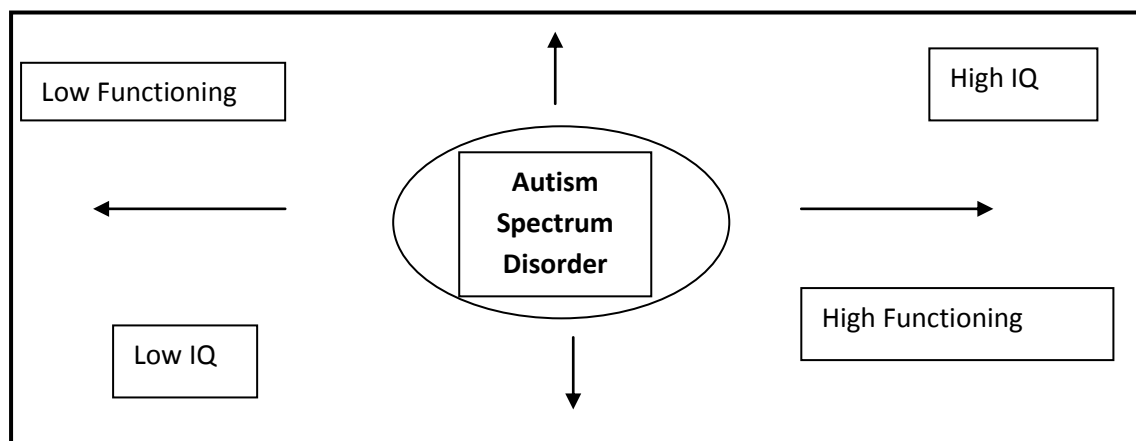 Low Functioning
High IQ
Autism
Spectrum
Disorder
High Functioning
Low IQ